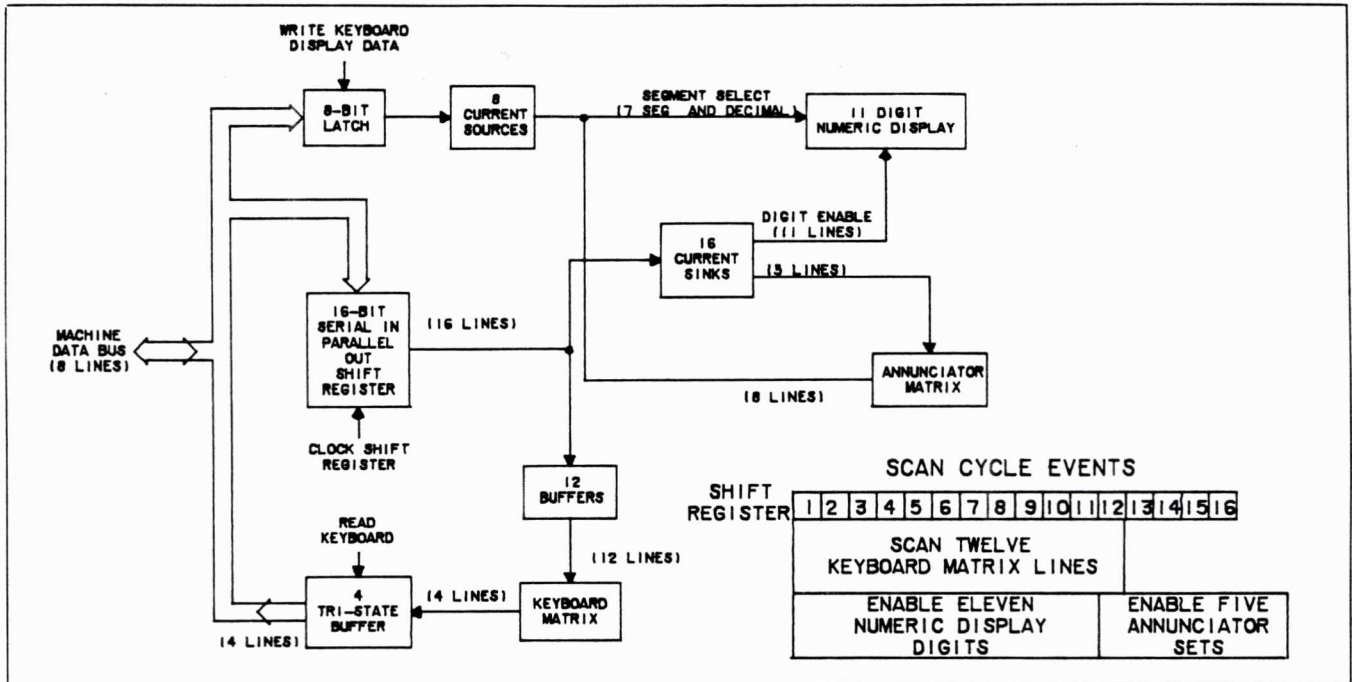 WRITE KEYBOARD
DISPLAY DATA
8-BIT
LATCH
8
CURRENT
SOURCES
SEGMENT SELECT
(7 SEG AND DECIMAL)
11 DIGIT
NUMERIC DISPLAY
DIGIT ENABLE
(11 LINES)
16
CURRENT
SINKS
(5 LINES)
16-BIT
SERIAL IN
PARALLEL
OUT
SHIFT
REGISTER
(16 LINES)
MACHINE
DATA BUS
(8 LINES)
ANNUNCIATOR
MATRIX
(8 LINES)
CLOCK SHIFT
REGISTER
12
BUFFERS
READ
KEYBOARD
(12 LINES)
4
TRI-STATE
BUFFER
(4 LINES)
KEYBOARD
MATRIX
(4 LINES)
SCAN CYCLE EVENTS
SHIFT
REGISTER
1 2 3 4 5 6 7 8 9 10 11 12 13 14 15 16
SCAN TWELVE
KEYBOARD MATRIX LINES
ENABLE ELEVEN
NUMERIC DISPLAY
DIGITS
ENABLE FIVE
ANNUNCIATOR
SETS